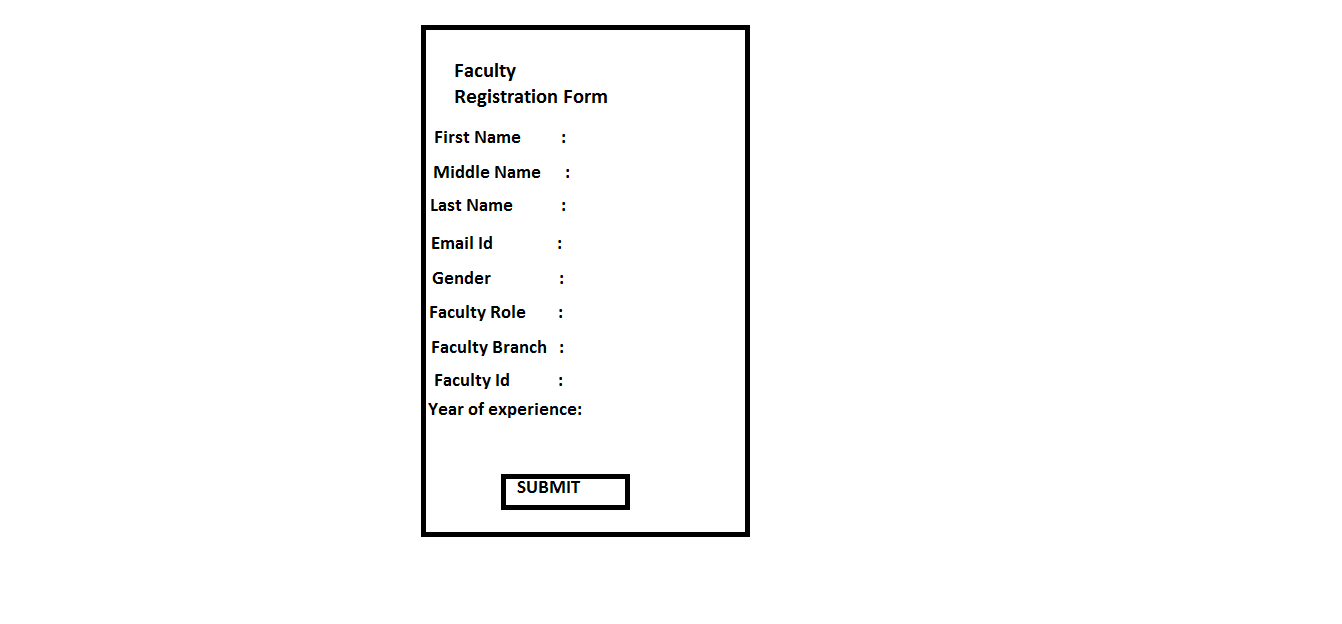 Faculty
Registration Form
First Name :
Middle Name :
Last Name :
Email Id :
Gender :
Faculty Role :
Faculty Branch :
Faculty Id :
Year of experience:
SUBMIT